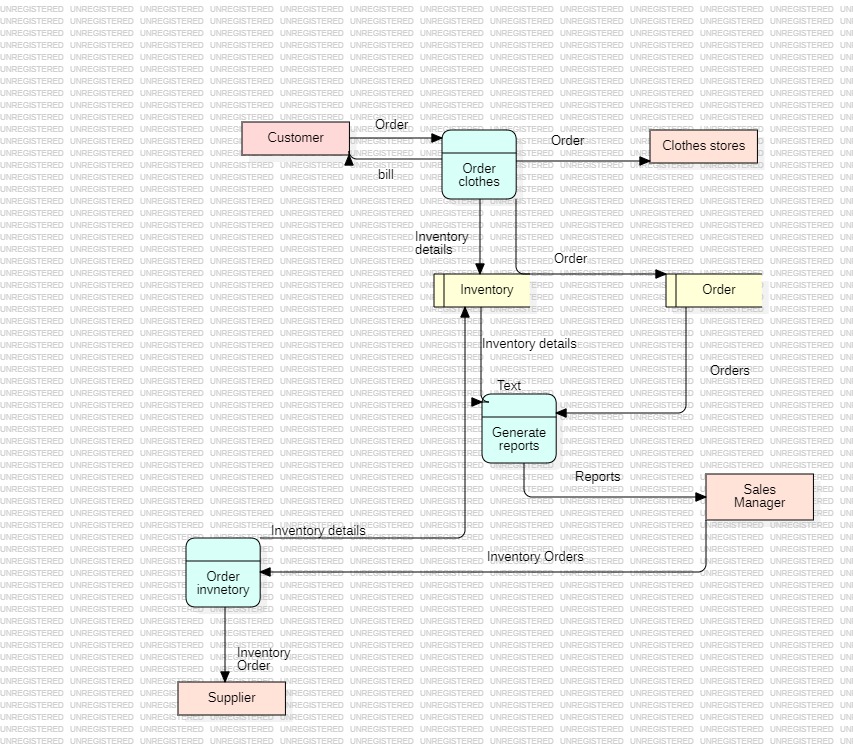 UNREGISTERED
Order
Customer
Order
Clothes stores
Order
clothes
bill
Inventory
details
Order
Inventory
Order
Inventory details
Orders
Text
Generate
reports
Reports
Sales
Manager
Inventory details
Inventory Orders
Order
invnetory
Inventory
Order
Supplier